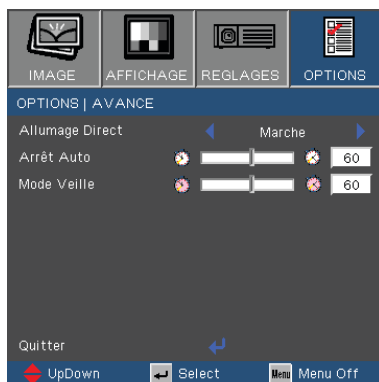 IMAGE AFFICHAGE REGLAGES OPTIONS
OPTIONS | AVANCE
Allumage Direct Marche
Arrêt Auto 60
Mode Veille 60
Quitter
UpDown Select Menu Menu Off